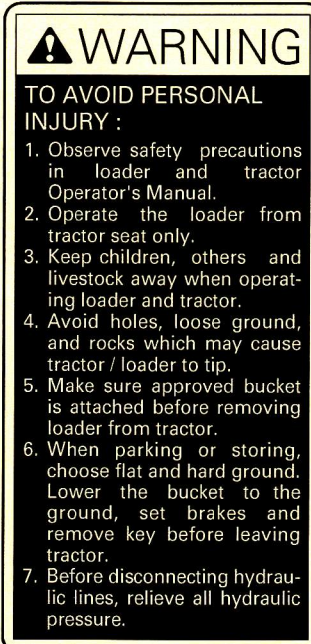 WARNING
TO AVOID PERSONAL
INJURY :
1. Observe safety precautions
in loader and tractor
Operator's Manual.
2. Operate the loader from
tractor seat only.
3. Keep children, others and
livestock away when operat-
ing loader and tractor.
4. Avoid holes, loose ground,
and rocks which may cause
tractor / loader to tip.
5. Make sure approved bucket
is attached before removing
loader from tractor.
6. When parking or storing,
choose flat and hard ground.
Lower the bucket to the
ground, set brakes and
remove key before leaving
tractor.
7. Before disconnecting hydrau-
lic lines, relieve all hydraulic
pressure.